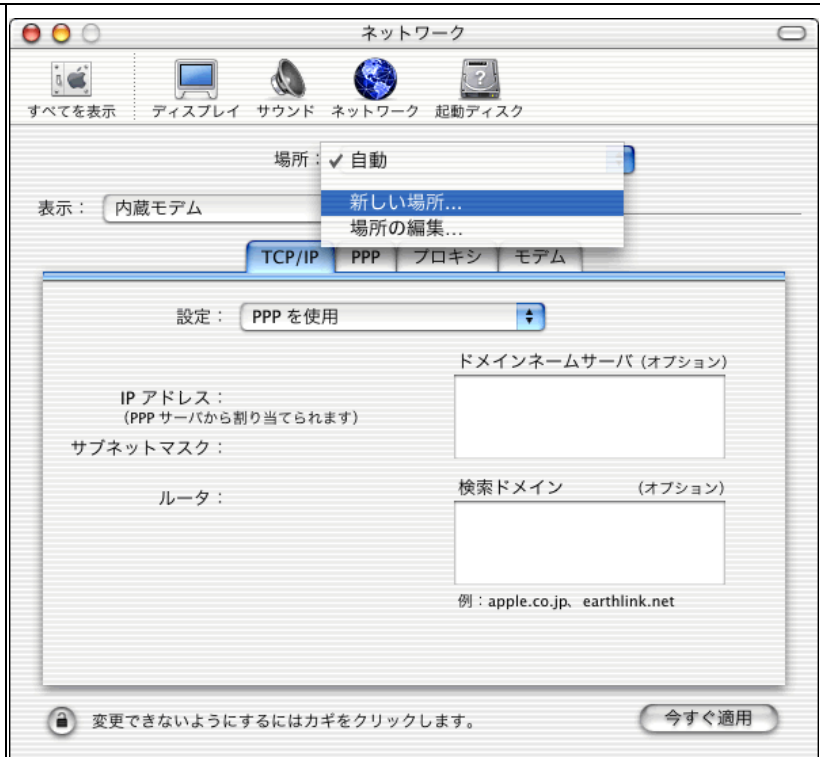 ネットワーク
すべてを表示 ディスプレイ サウンド ネットワーク 起動ディスク
場所： ✓ 自動
新しい場所...
場所の編集...
表示： 内蔵モデム
TCP/IP PPP プロキシ モデム
設定： PPP を使用
ドメインネームサーバ (オプション)
IP アドレス：
(PPP サーバから割り当てられます)
サブネットマスク：
ルータ：
検索ドメイン (オプション)
例：apple.co.jp、earthlink.net
変更できないようにするにはカギをクリックします。
今すぐ適用